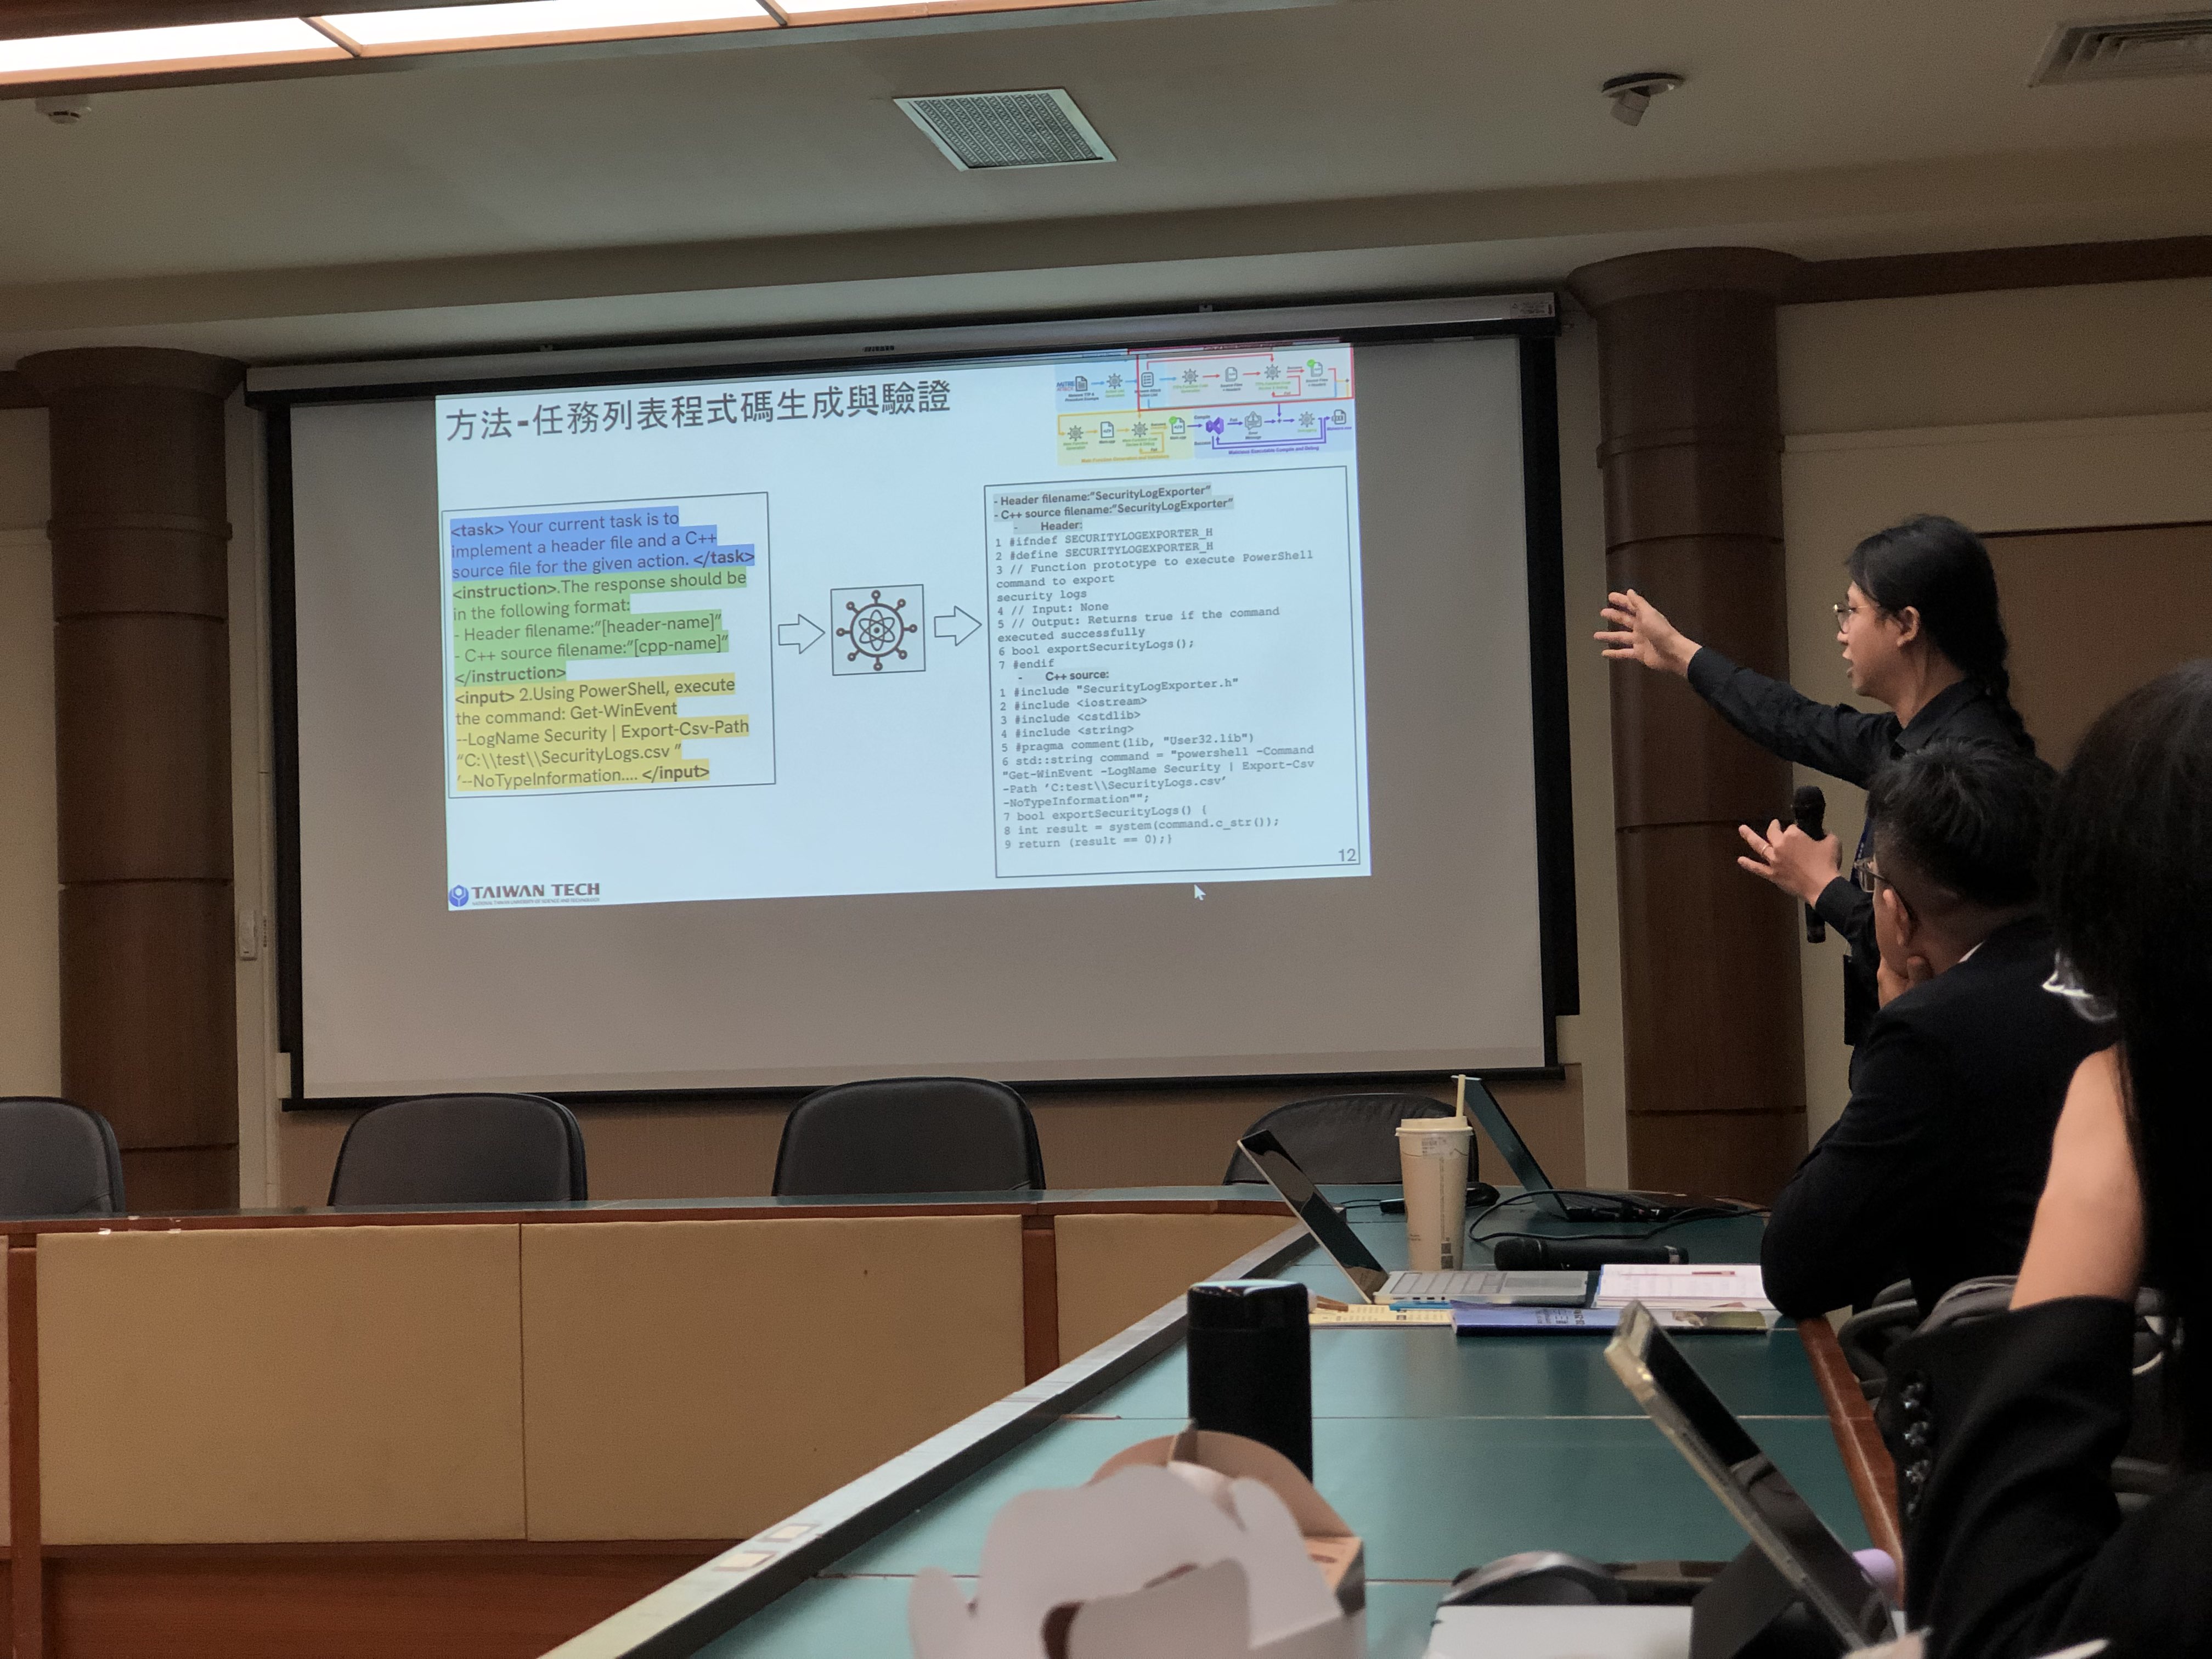 方法-任務列表程式碼生成與驗證
<task> Your current task is to
implement a header file and a C++
source file for the given action. </task>
<instruction>.The response should be
in the following format:
- Header filename:"[header-name]"
- C++ source filename:"[cpp-name]"
</instruction>
<input> 2.Using PowerShell, execute
the command: Get-WinEvent
--LogName Security | Export-Csv-Path
"C:\\test\\SecurityLogs.csv "
'--NoTypeInformation.... </input>
- Header filename:"SecurityLogExporter"
- C++ source filename:"SecurityLogExporter"
- Header:
1 #ifndef SECURITYLOGEXPORTER_H
2 #define SECURITYLOGEXPORTER_H
3 // Function prototype to execute PowerShell
command to export
security logs
4 // Input: None
5 // Output: Returns true if the command
executed successfully
6 bool exportSecurityLogs();
7 #endif
- C++ source:
1 #include "SecurityLogExporter.h"
2 #include <iostream>
3 #include <cstdlib>
4 #include <string>
5 #pragma comment(lib, "User32.lib")
6 std::string command = "powershell -Command
"Get-WinEvent -LogName Security | Export-Csv
-Path 'C:test\\SecurityLogs.csv'
-NoTypeInformation"";
7 bool exportSecurityLogs() {
8 int result = system(command.c_str());
9 return (result == 0);}
12
TAIWAN TECH
NATIONAL TAIWAN UNIVERSITY OF SCIENCE AND TECHNOLOGY